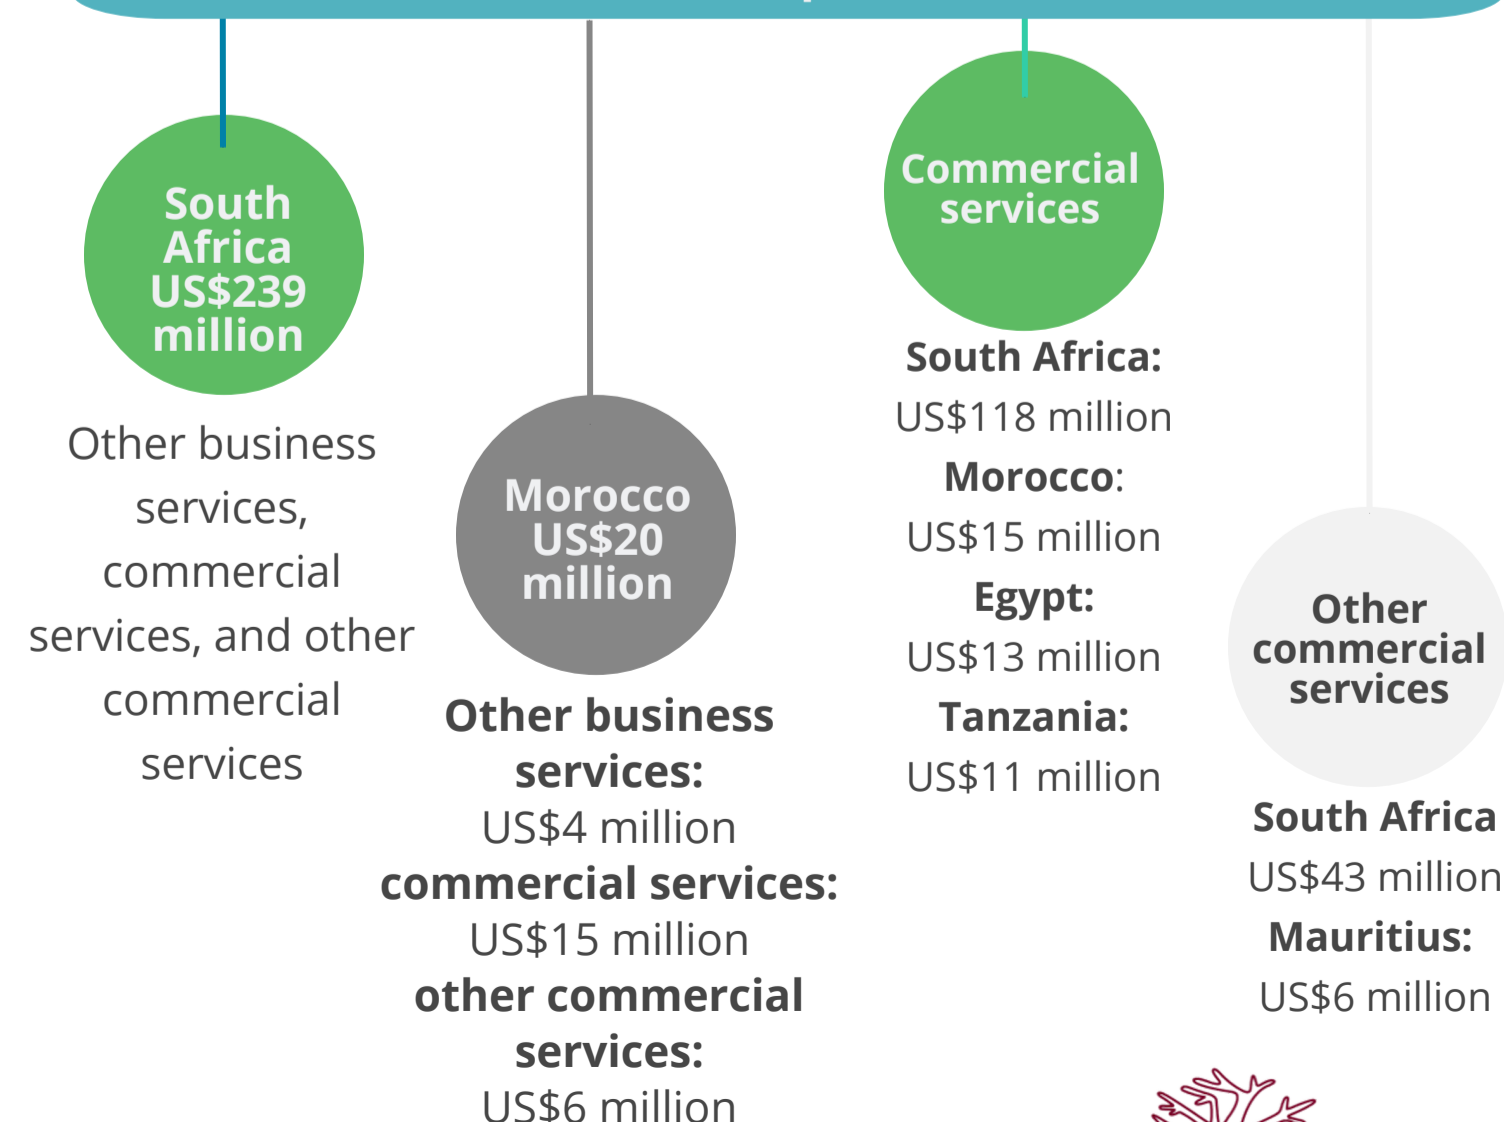 South
Africa
US$239
million
Other business
services,
commercial
services, and other
commercial
services
Morocco
US$20
million
Other business
services:
US$4 million
commercial services:
US$15 million
other commercial
services:
US$6 million
Commercial
services
South Africa:
US$118 million
Morocco:
US$15 million
Egypt:
US$13 million
Tanzania:
US$11 million
Other
commercial
services
South Africa
US$43 million
Mauritius:
US$6 million